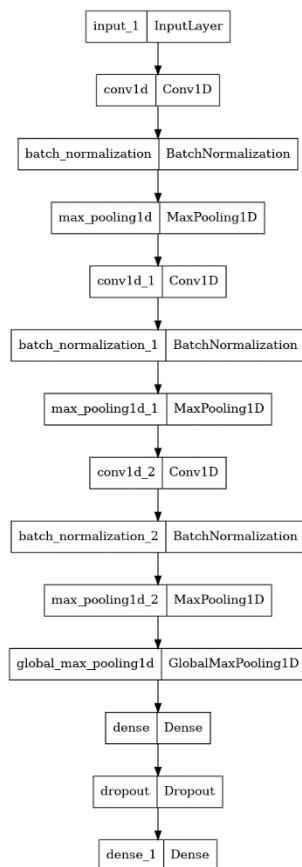 input_1 InputLayer
conv1d Conv1D
batch_normalization BatchNormalization
max_pooling1d MaxPooling1D
conv1d_1 Conv1D
batch_normalization_1 BatchNormalization
max_pooling1d_1 MaxPooling1D
conv1d_2 Conv1D
batch_normalization_2 BatchNormalization
max_pooling1d_2 MaxPooling1D
global_max_pooling1d GlobalMaxPooling1D
dense Dense
dropout Dropout
dense_1 Dense